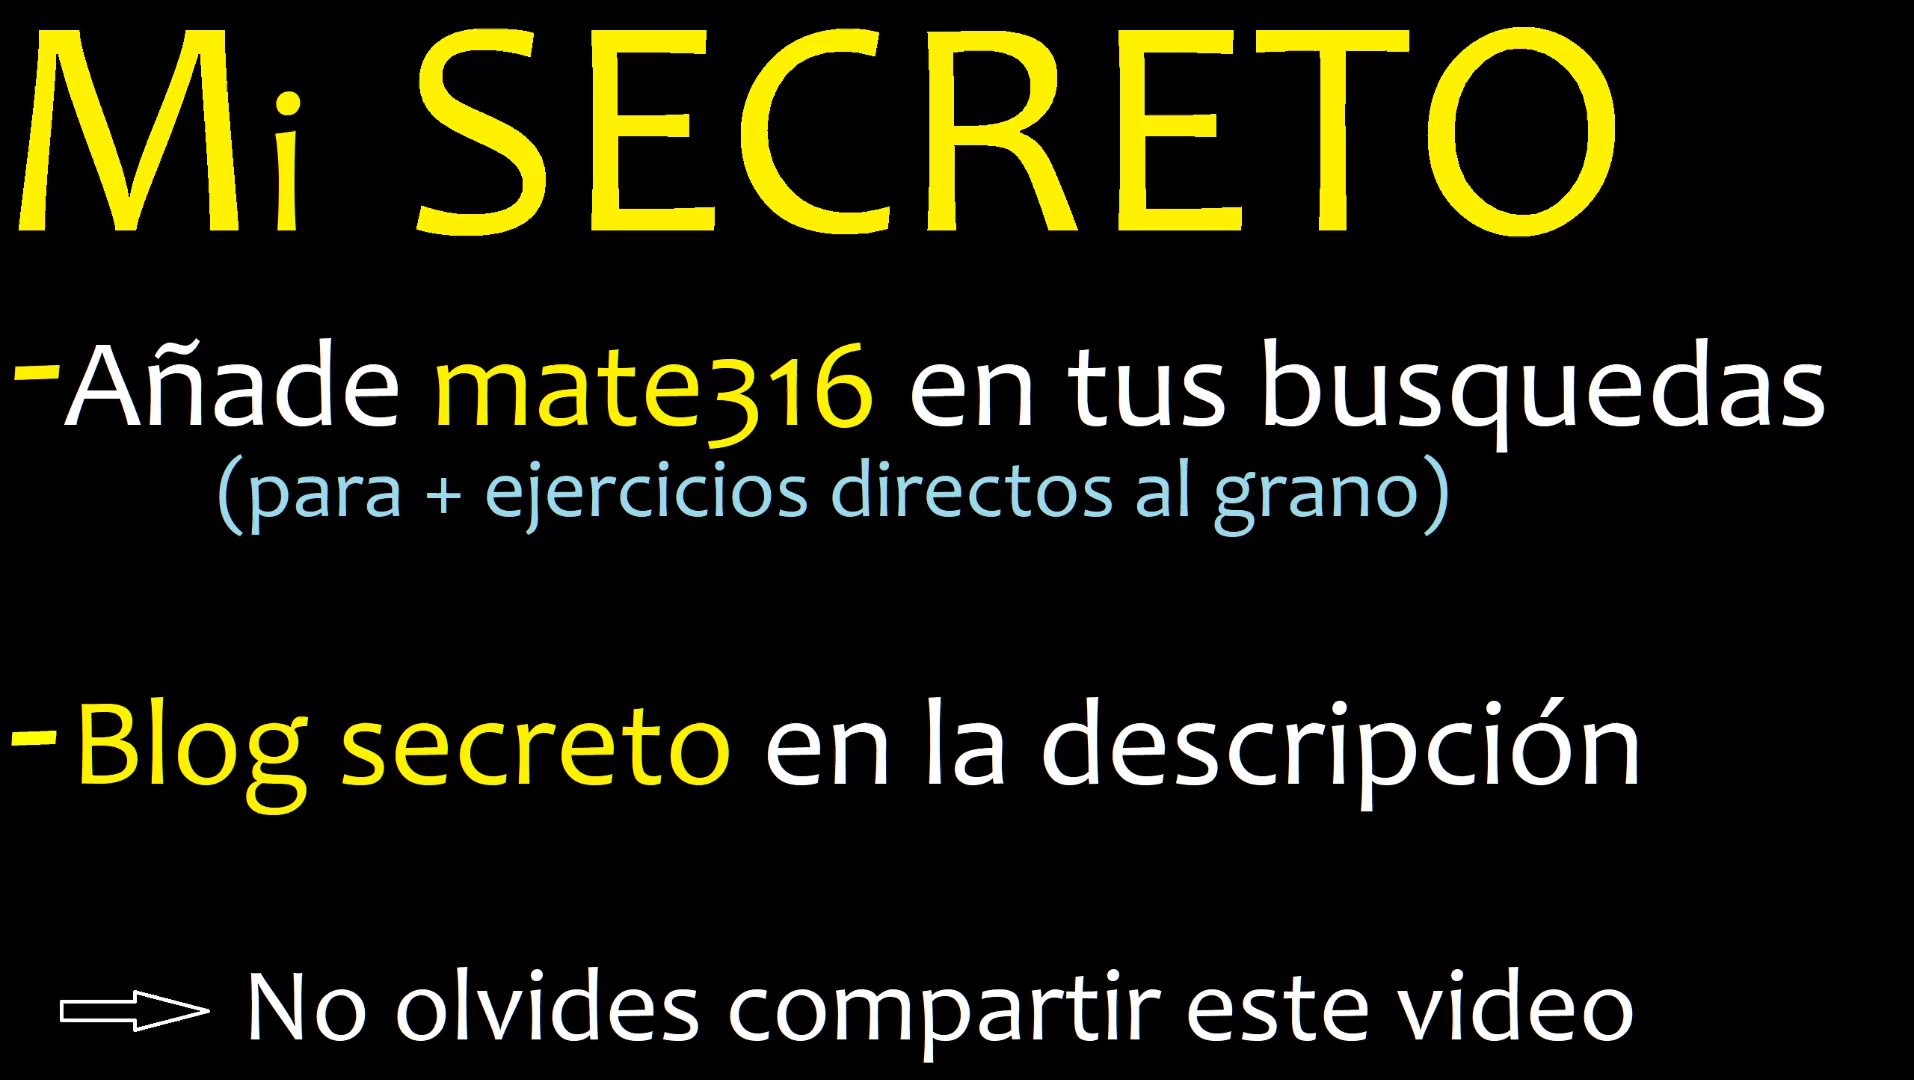 Mi SECRETO
-Añade mate316 en tus busquedas
(para + ejercicios directos al grano)
-Blog secreto en la descripción
No olvides compartir este video